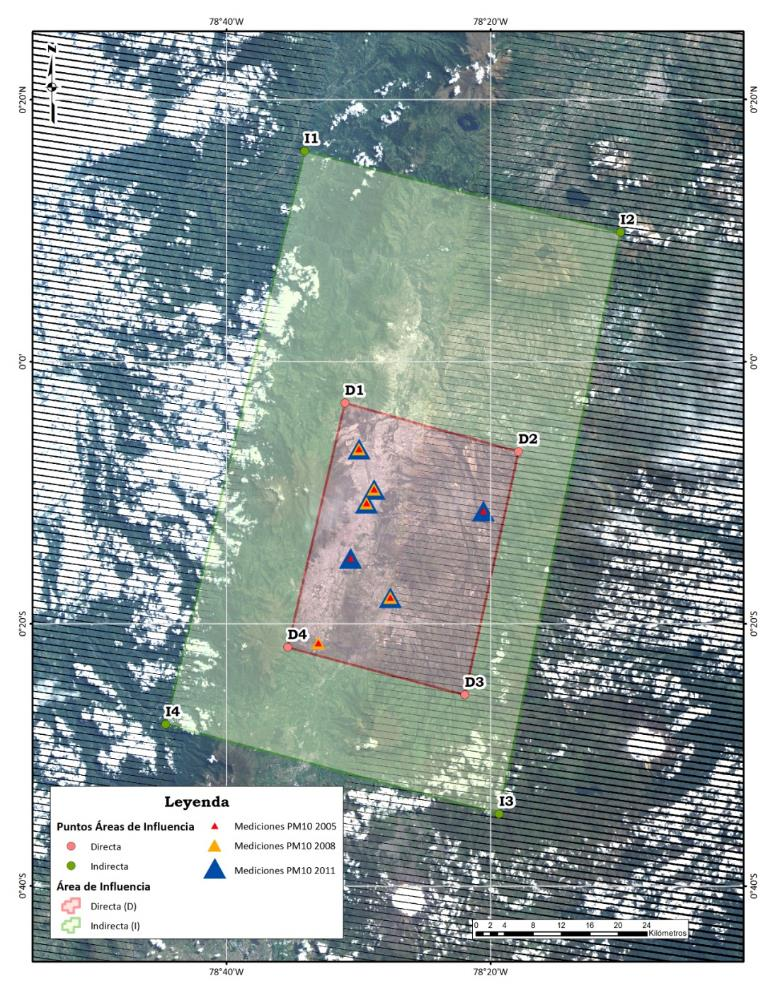 78°40'W 78°20'W
N
0°20'N 0°20'N
I1
I2
0°0' 0°0'
D1
D2
0°20'S 0°20'S
D4
D3
I4
I3
Leyenda
Puntos Áreas de Influencia
Directa
Indirecta
Área de Influencia
Directa (D)
Indirecta (I)
Mediciones PM10 2005
Mediciones PM10 2008
Mediciones PM10 2011
0°40'S 0°40'S
0 2 4 8 12 16 20 24
Kilómetros
78°40'W 78°20'W